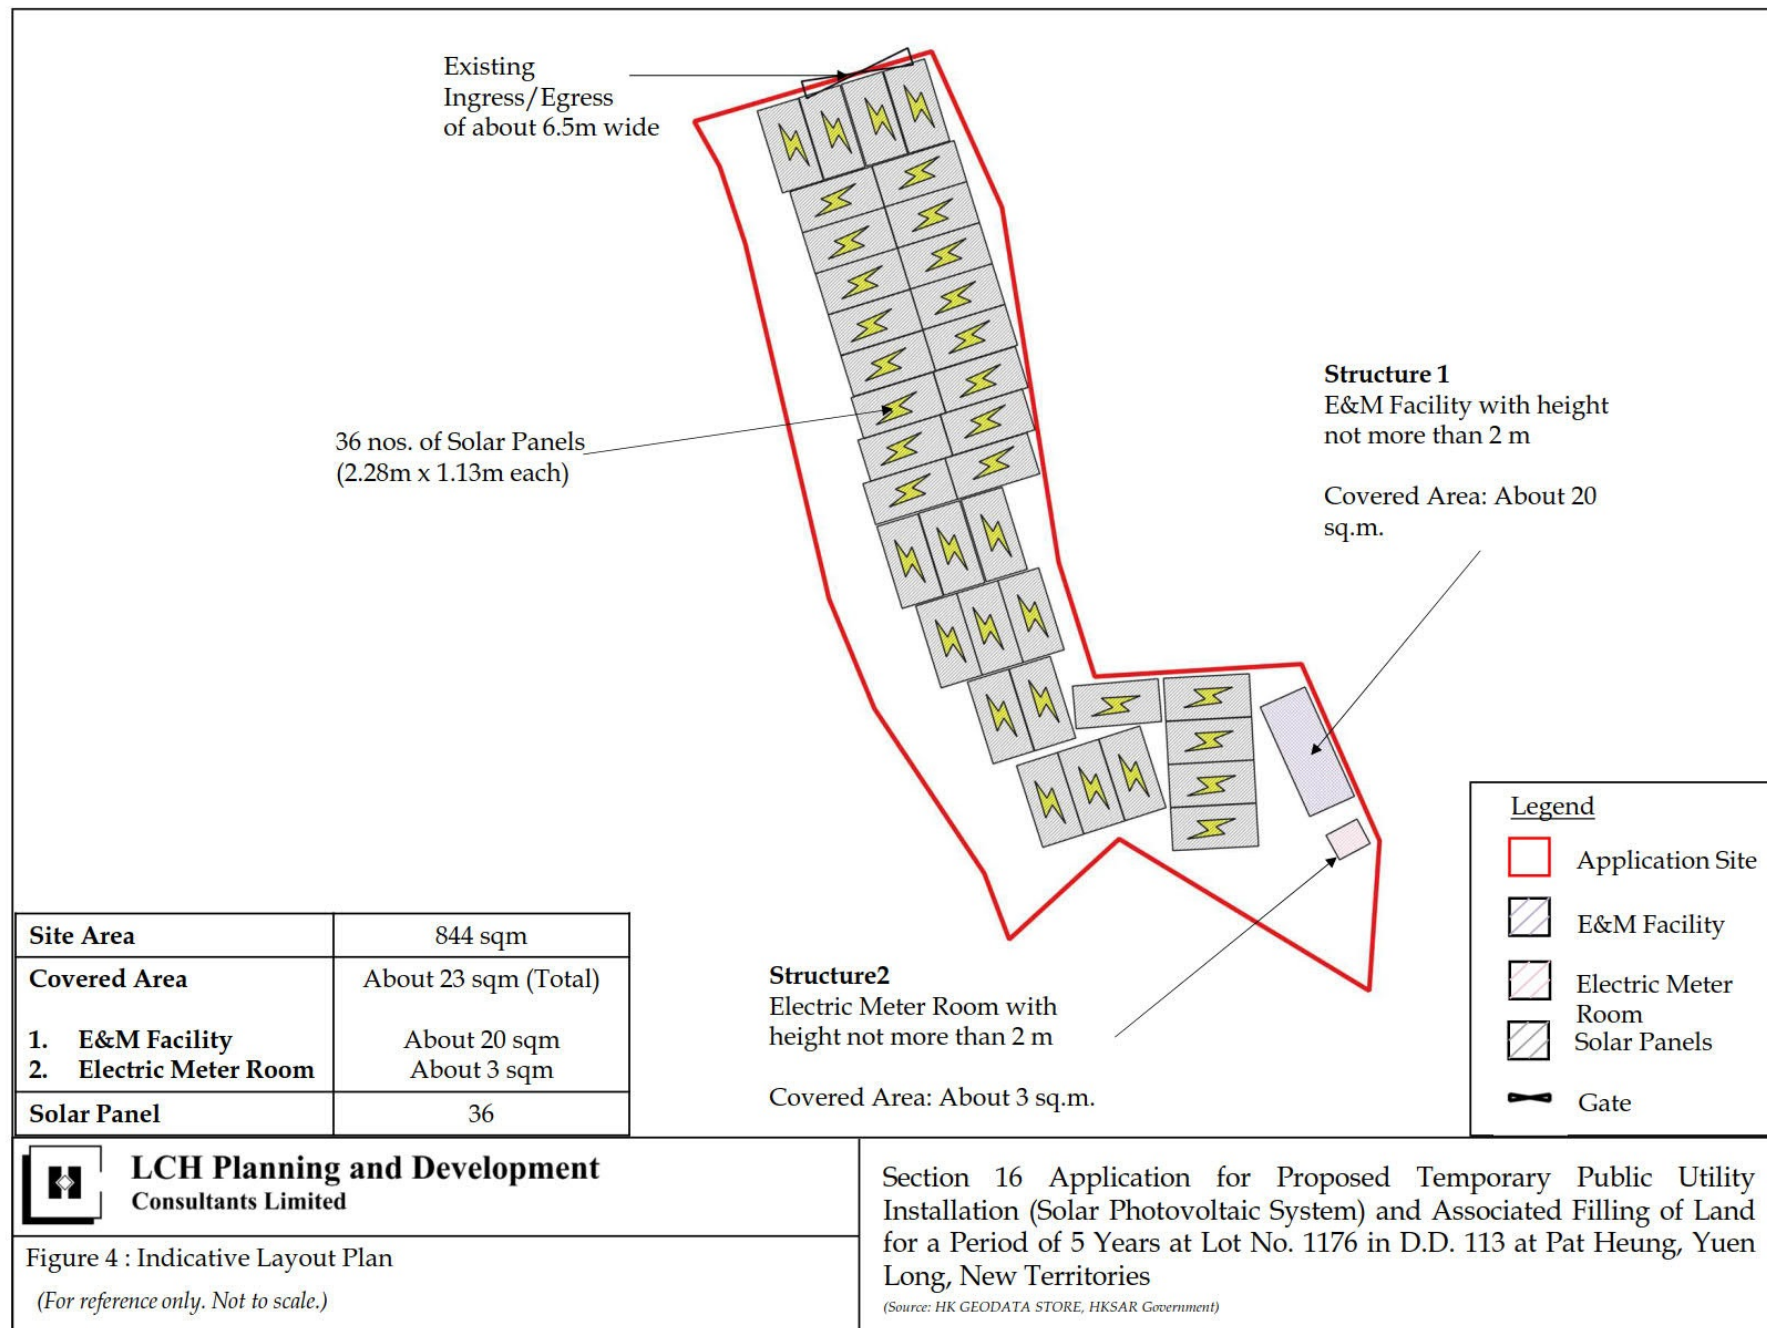 Existing
Ingress/Egress
of about 6.5m wide
36 nos. of Solar Panels
(2.28m x 1.13m each)
Structure 1
E&M Facility with height
not more than 2 m
Covered Area: About 20
sq.m.
Structure2
Electric Meter Room with
height not more than 2 m
Covered Area: About 3 sq.m.
Legend
Application Site
E&M Facility
Electric Meter
Room
Solar Panels
Gate
Site Area 844 sqm
Covered Area About 23 sqm (Total)
1. E&M Facility About 20 sqm
2. Electric Meter Room About 3 sqm
Solar Panel 36
LCH Planning and Development
Consultants Limited
Figure 4 : Indicative Layout Plan
(For reference only. Not to scale.)
Section 16 Application for Proposed Temporary Public Utility
Installation (Solar Photovoltaic System) and Associated Filling of Land
for a Period of 5 Years at Lot No. 1176 in D.D. 113 at Pat Heung, Yuen
Long, New Territories
(Source: HK GEODATA STORE, HKSAR Government)